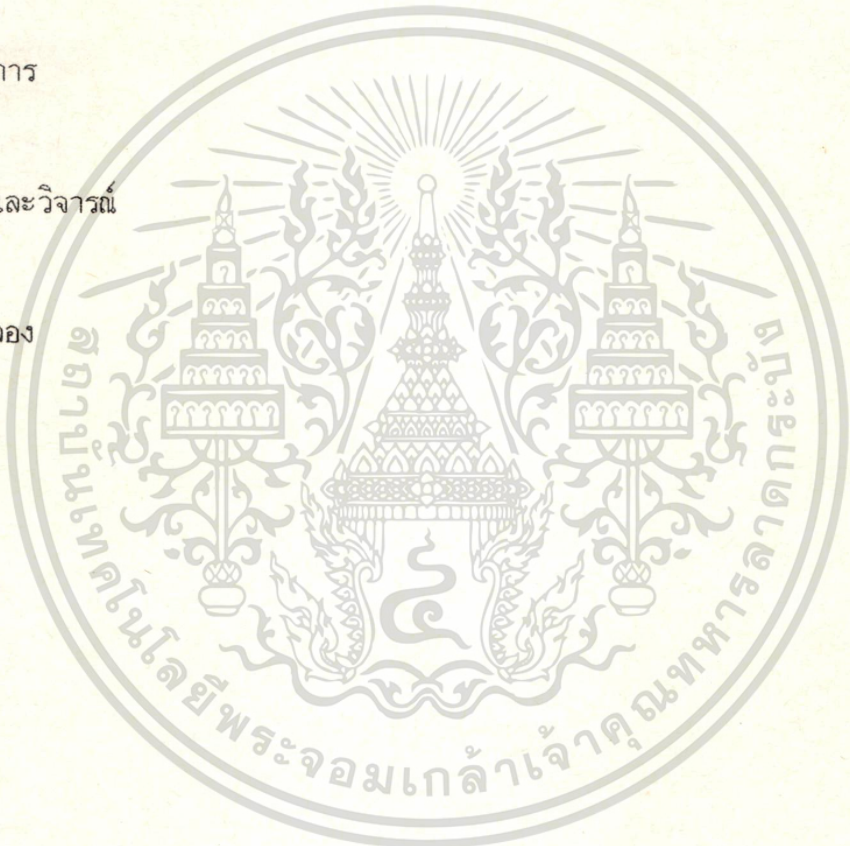 การ
และวิจารณ์
อง
สถาบันเทคโนโลยีพระจอมเกล้าเจ้าคุณทหารลาดกระบัง
๔